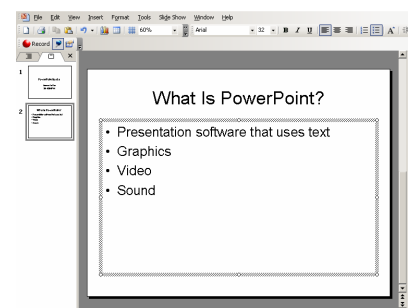 File Edit View Insert Format Tools Slide Show Window Help
60% Arial 32 B I U A
Record
1
2
What Is PowerPoint?
• Presentation software that uses text
• Graphics
• Video
• Sound